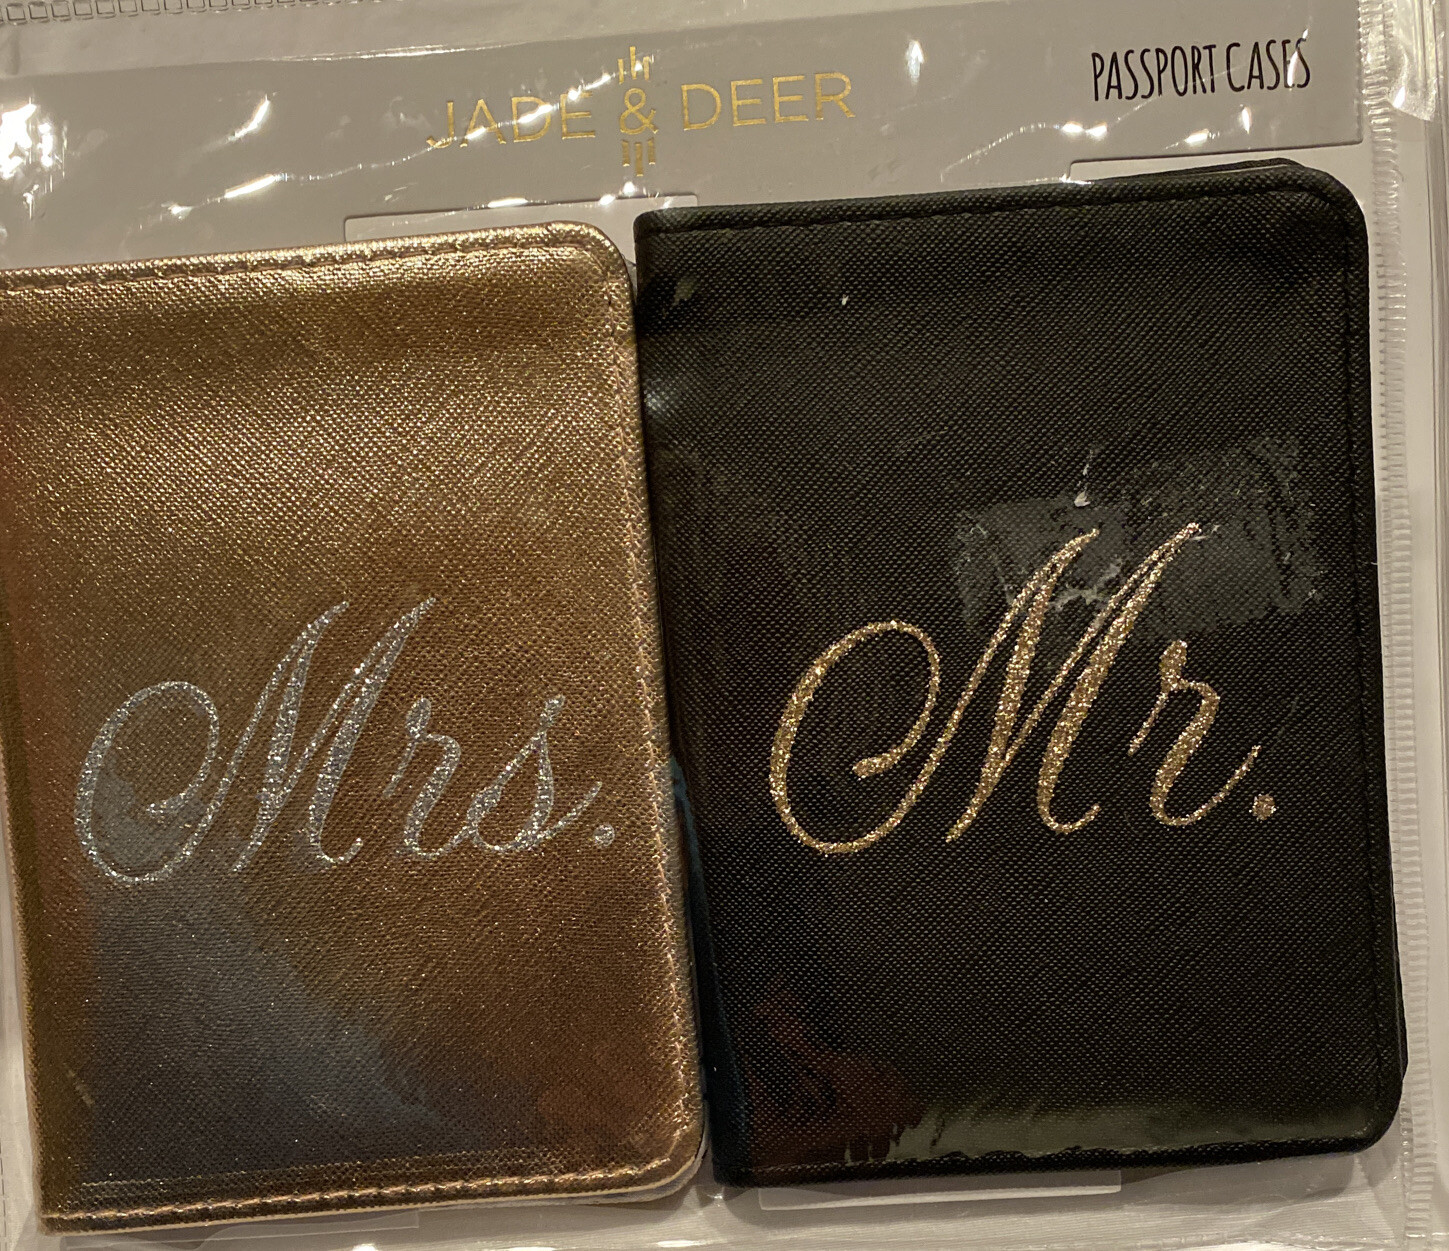 JADE & DEER
PASSPORT CASES
Mrs.
Mr.